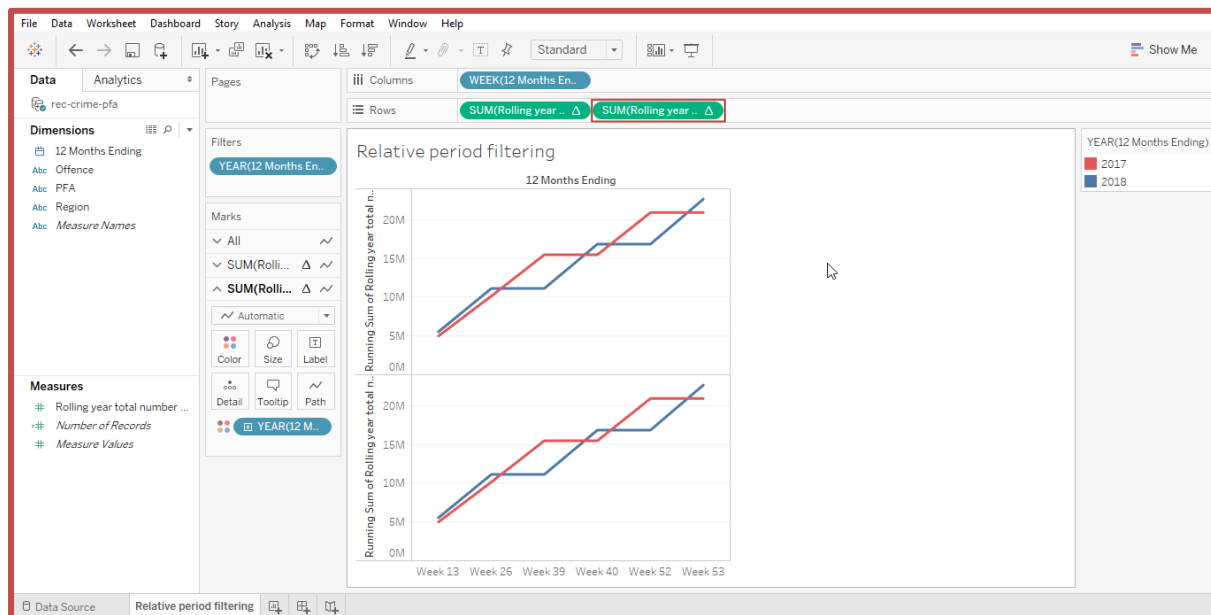 File Data Worksheet Dashboard Story Analysis Map Format Window Help
Standard
Show Me
Data Analytics
rec-crime-pfa
Dimensions
12 Months Ending
Abc Offence
Abc PFA
Abc Region
Abc Measure Names
Measures
# Rolling year total number ...
=# Number of Records
# Measure Values
Pages
Filters
YEAR(12 Months En..
Marks
All
SUM(Rolli...
SUM(Rolli...
Automatic
Color Size Label
Detail Tooltip Path
YEAR(12 M..
Columns WEEK(12 Months En..
Rows SUM(Rolling year .. SUM(Rolling year ..
Relative period filtering
12 Months Ending
Running Sum of Rolling year total n..
20M
15M
10M
5M
0M
Running Sum of Rolling year total n..
20M
15M
10M
5M
0M
Week 13 Week 26 Week 39 Week 40 Week 52 Week 53
YEAR(12 Months Ending)
2017
2018
Data Source Relative period filtering